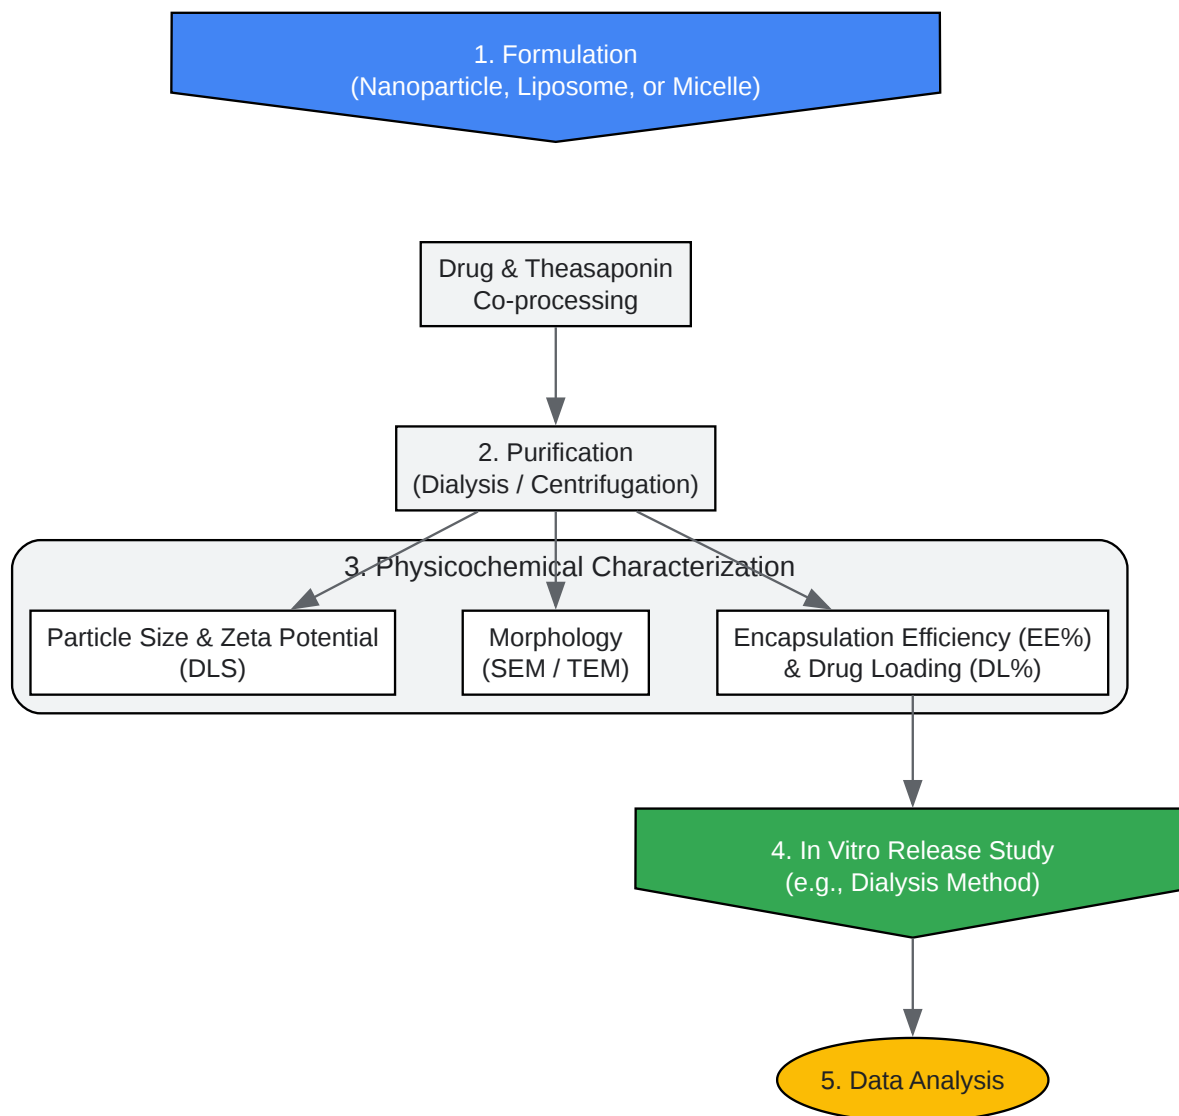 1. Formulation
(Nanoparticle, Liposome, or Micelle)
Drug & Theasaponin
Co-processing
2. Purification
(Dialysis / Centrifugation)
3. Physicochemical Characterization
Particle Size & Zeta Potential
(DLS)
Morphology
(SEM / TEM)
Encapsulation Efficiency (EE%)
& Drug Loading (DL%)
4. In Vitro Release Study
(e.g., Dialysis Method)
5. Data Analysis